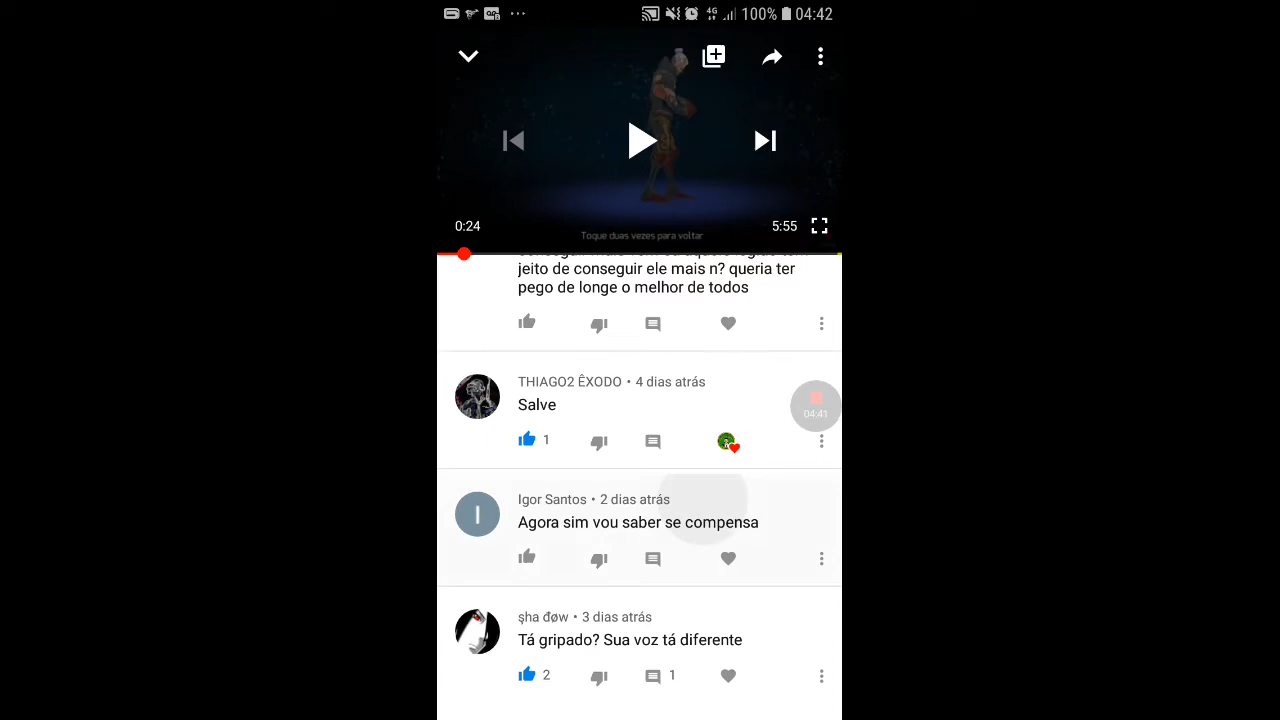 4G 100% 04:42
0:24
5:55
Toque duas vezes para voltar
jeito de conseguir ele mais n? queria ter
pego de longe o melhor de todos
THIAGO2 ÊXODO • 4 dias atrás
Salve
1
04:41
I
Igor Santos • 2 dias atrás
Agora sim vou saber se compensa
şha đøw • 3 dias atrás
Tá gripado? Sua voz tá diferente
2
1